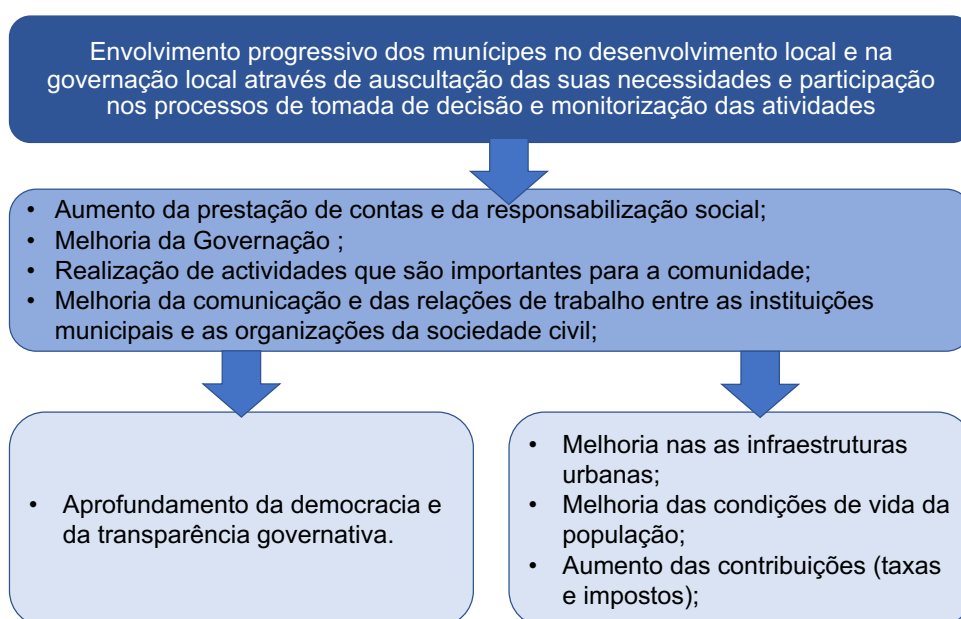 Envolvimento progressivo dos munícipes no desenvolvimento local e na
governação local através de auscultação das suas necessidades e participação
nos processos de tomada de decisão e monitorização das atividades
• Aumento da prestação de contas e da responsabilização social;
• Melhoria da Governação ;
• Realização de actividades que são importantes para a comunidade;
• Melhoria da comunicação e das relações de trabalho entre as instituições
municipais e as organizações da sociedade civil;
• Aprofundamento da democracia e
da transparência governativa.
• Melhoria nas as infraestruturas
urbanas;
• Melhoria das condições de vida da
população;
• Aumento das contribuições (taxas
e impostos);